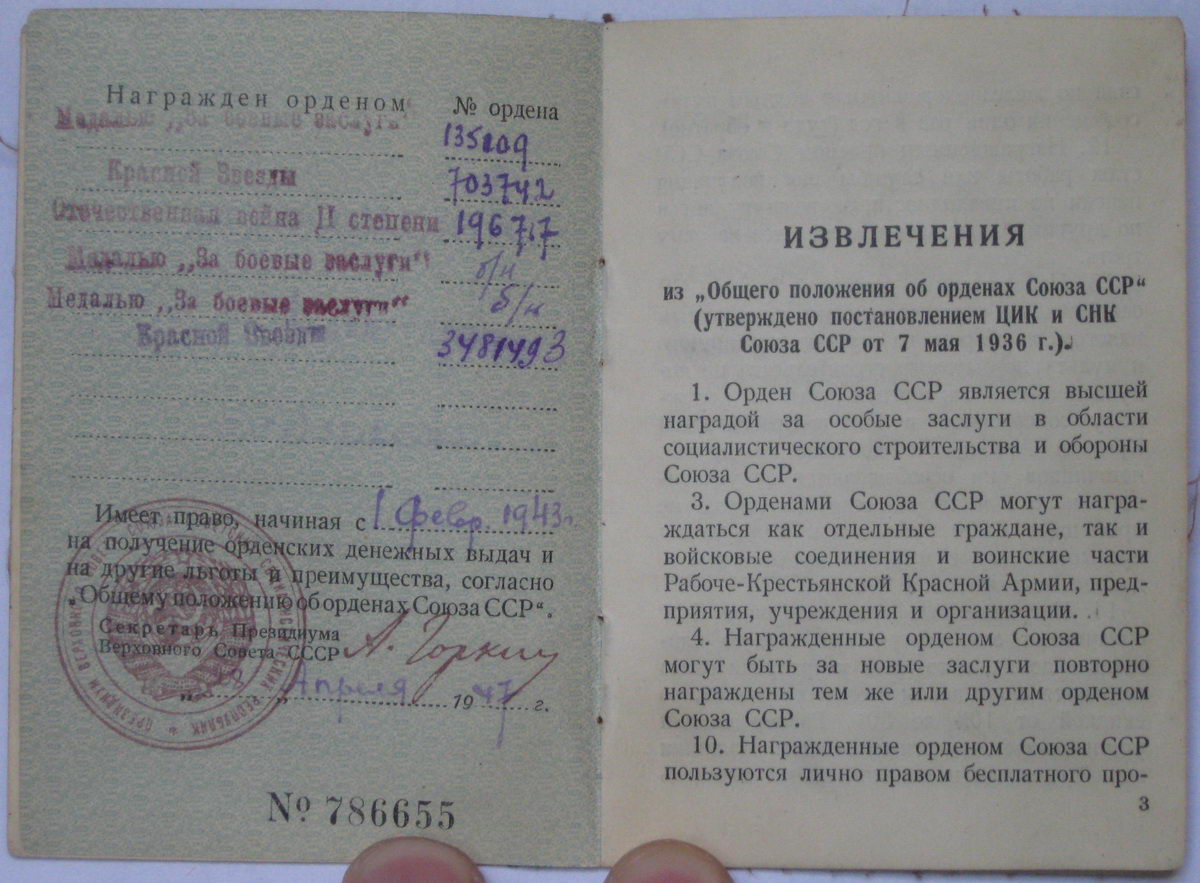 Награжден орденом № ордена
Медалью „За боевые заслуги“ 135209
Красной Звезды 703742
Отечественная война II степени 196717
Медалью „За боевые заслуги“ б/н
Медалью „За боевые заслуги“ б/н
Красной Звезды 3481493
Имеет право, начиная с 1 февр. 1943 г.
на получение орденских денежных выдач и
на другие льготы и преимущества, согласно
„Общему положению об орденах Союза ССР“.
Секретарь Президиума
Верховного Совета СССР А. Горкин
Апреля 1947 г.
№ 786655
ИЗВЛЕЧЕНИЯ
из „Общего положения об орденах Союза ССР“
(утверждено постановлением ЦИК и СНК
Союза ССР от 7 мая 1936 г.).
1. Орден Союза ССР является высшей
наградой за особые заслуги в области
социалистического строительства и обороны
Союза ССР.
3. Орденами Союза ССР могут награ-
ждаться как отдельные граждане, так и
войсковые соединения и воинские части
Рабоче-Крестьянской Красной Армии, пред-
приятия, учреждения и организации.
4. Награжденные орденом Союза ССР
могут быть за новые заслуги повторно
награждены тем же или другим орденом
Союза ССР.
10. Награжденные орденом Союза ССР
пользуются лично правом бесплатного про-
3